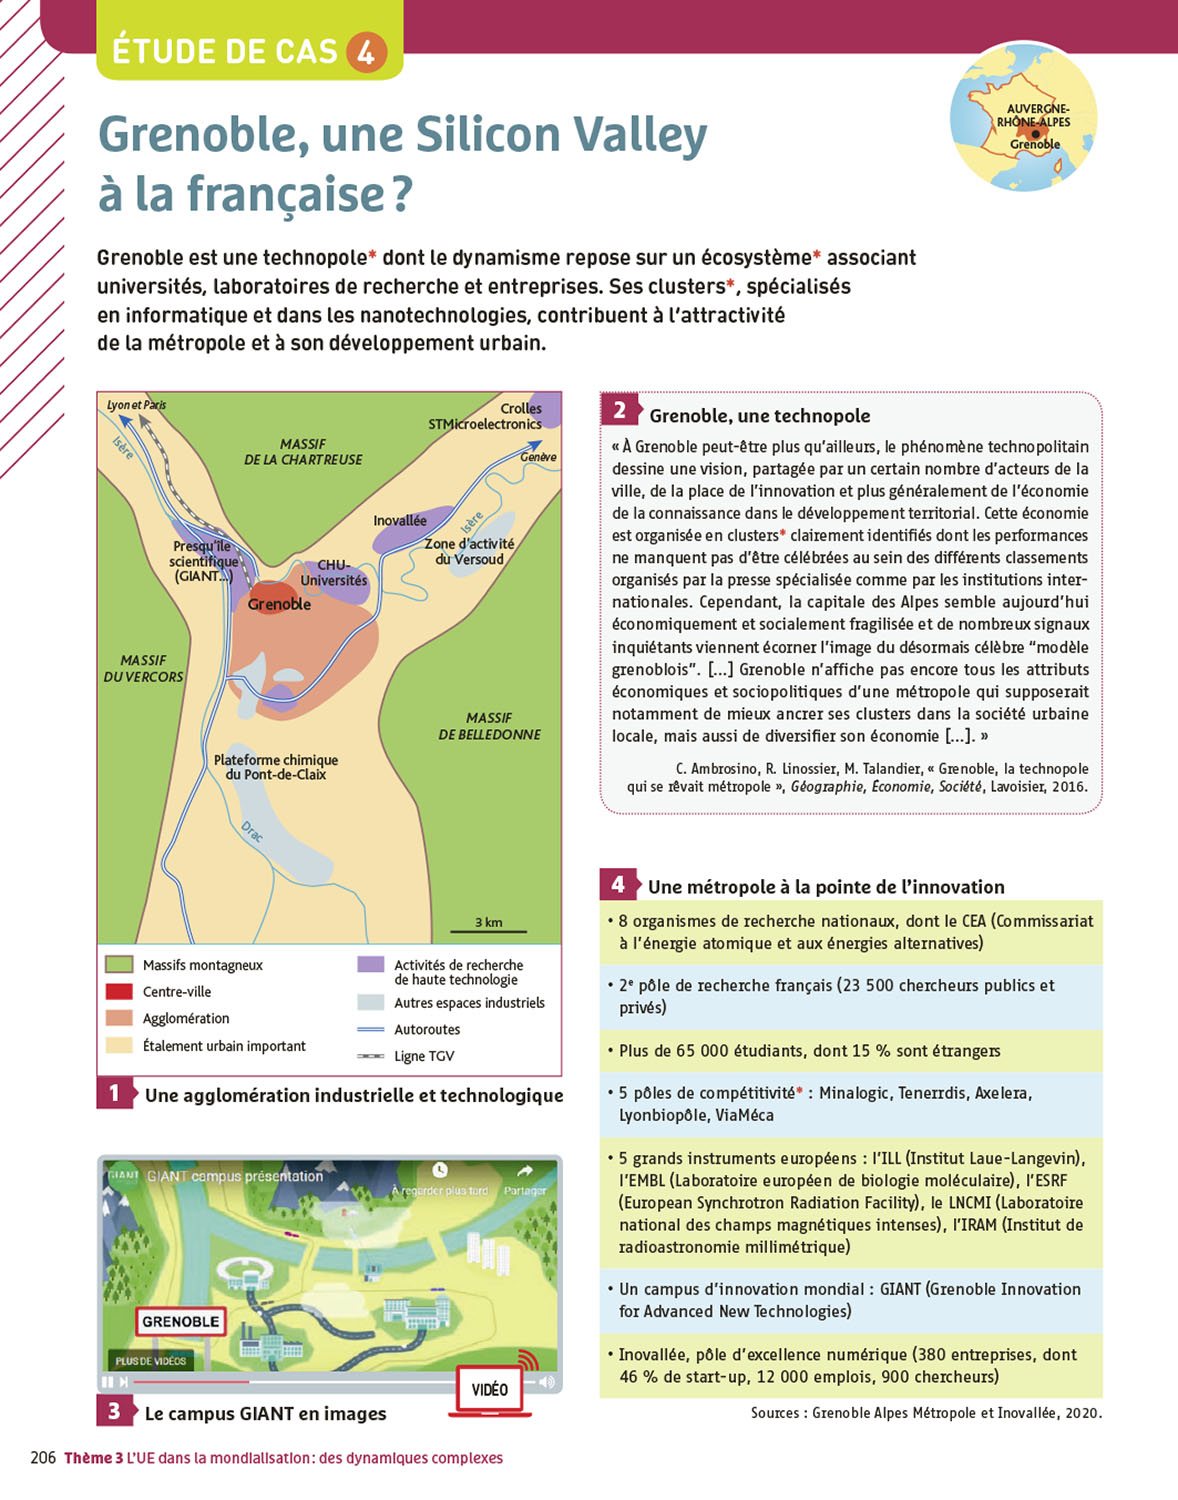 ÉTUDE DE CAS 4
Grenoble, une Silicon Valley
à la française ?
AUVERGNE-
RHÔNE-ALPES
Grenoble
Grenoble est une technopole* dont le dynamisme repose sur un écosystème* associant
universités, laboratoires de recherche et entreprises. Ses clusters*, spécialisés
en informatique et dans les nanotechnologies, contribuent à l'attractivité
de la métropole et à son développement urbain.
Lyon et Paris
Isère
MASSIF
DE LA CHARTREUSE
Crolles
STMicroelectronics
Genève
Inovallée
Isère
Zone d'activité
du Versoud
Presqu'île
scientifique
(GIANT...)
CHU-
Universités
Grenoble
MASSIF
DU VERCORS
MASSIF
DE BELLEDONNE
Plateforme chimique
du Pont-de-Claix
Drac
3 km
Massifs montagneux
Centre-ville
Agglomération
Étalement urbain important
Activités de recherche
de haute technologie
Autres espaces industriels
Autoroutes
Ligne TGV
1 Une agglomération industrielle et technologique
GIANT GIANT campus présentation
À regarder plus tard Partager
GRENOBLE
PLUS DE VIDÉOS
VIDÉO
3 Le campus GIANT en images
2 Grenoble, une technopole
« À Grenoble peut-être plus qu'ailleurs, le phénomène technopolitain
dessine une vision, partagée par un certain nombre d'acteurs de la
ville, de la place de l'innovation et plus généralement de l'économie
de la connaissance dans le développement territorial. Cette économie
est organisée en clusters* clairement identifiés dont les performances
ne manquent pas d'être célébrées au sein des différents classements
organisés par la presse spécialisée comme par les institutions inter-
nationales. Cependant, la capitale des Alpes semble aujourd'hui
économiquement et socialement fragilisée et de nombreux signaux
inquiétants viennent écorner l'image du désormais célèbre “modèle
grenoblois”. [...] Grenoble n'affiche pas encore tous les attributs
économiques et sociopolitiques d'une métropole qui supposerait
notamment de mieux ancrer ses clusters dans la société urbaine
locale, mais aussi de diversifier son économie [...]. »
C. Ambrosino, R. Linossier, M. Talandier, « Grenoble, la technopole
qui se rêvait métropole », Géographie, Économie, Société, Lavoisier, 2016.
4 Une métropole à la pointe de l'innovation
• 8 organismes de recherche nationaux, dont le CEA (Commissariat
à l'énergie atomique et aux énergies alternatives)
• 2e pôle de recherche français (23 500 chercheurs publics et
privés)
• Plus de 65 000 étudiants, dont 15 % sont étrangers
• 5 pôles de compétitivité* : Minalogic, Tenerrdis, Axelera,
Lyonbiopôle, ViaMéca
• 5 grands instruments européens : l'ILL (Institut Laue-Langevin),
l'EMBL (Laboratoire européen de biologie moléculaire), l'ESRF
(European Synchrotron Radiation Facility), le LNCMI (Laboratoire
national des champs magnétiques intenses), l'IRAM (Institut de
radioastronomie millimétrique)
• Un campus d'innovation mondial : GIANT (Grenoble Innovation
for Advanced New Technologies)
• Inovallée, pôle d'excellence numérique (380 entreprises, dont
46 % de start-up, 12 000 emplois, 900 chercheurs)
Sources : Grenoble Alpes Métropole et Inovallée, 2020.
206 Thème 3 L'UE dans la mondialisation : des dynamiques complexes